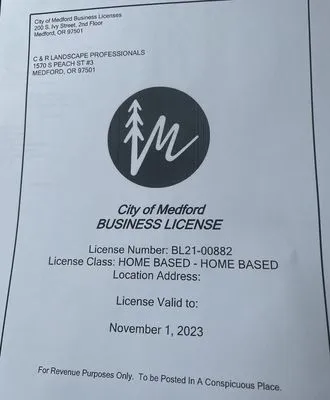 City of Medford Business Licenses
200 S. Ivy Street, 2nd Floor
Medford, OR 97501
C & R LANDSCAPE PROFESSIONALS
1570 S PEACH ST #3
MEDFORD, OR 97501
M
City of Medford
BUSINESS LICENSE
License Number: BL21-00882
License Class: HOME BASED - HOME BASED
Location Address:
License Valid to:
November 1, 2023
For Revenue Purposes Only. To be Posted In A Conspicuous Place.